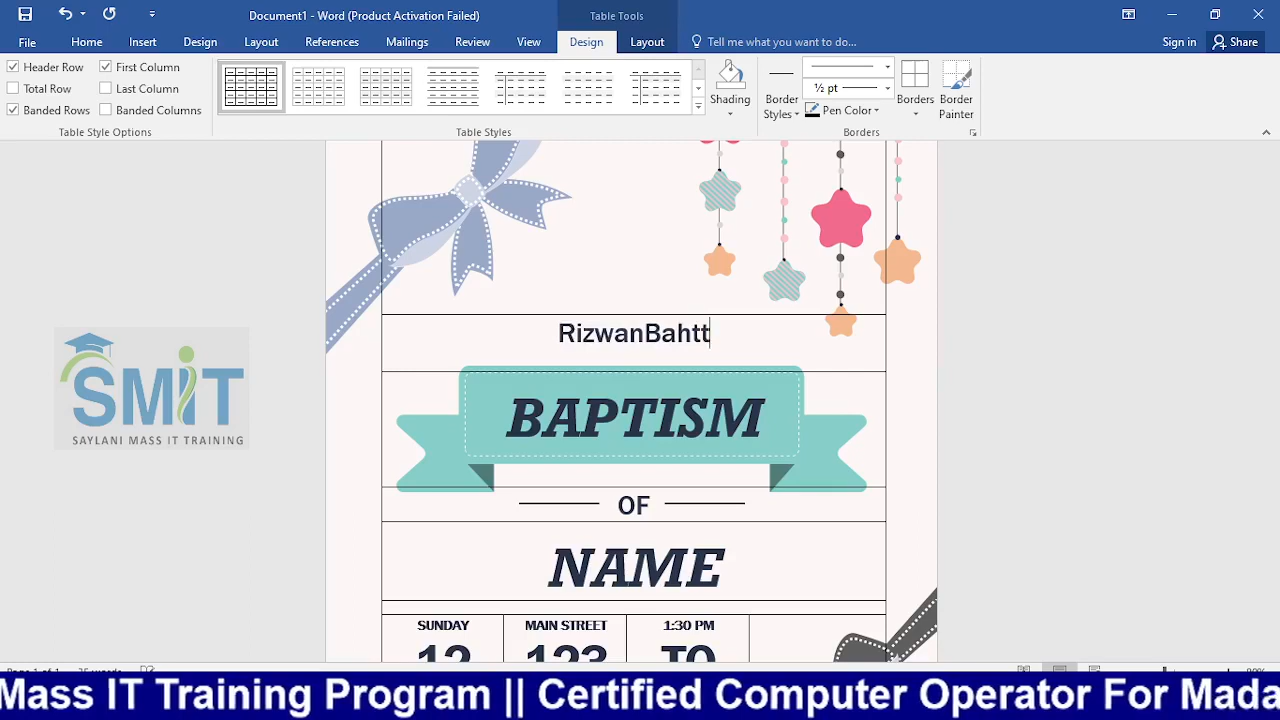 Document1 - Word (Product Activation Failed)
Table Tools
File
Home
Insert
Design
Layout
References
Mailings
Review
View
Design
Layout
Tell me what you want to do...
Sign in
Share
Header Row
First Column
Total Row
Last Column
Banded Rows
Banded Columns
Table Style Options
Table Styles
Shading
Border Styles
½ pt
Pen Color
Borders
Border Painter
Borders
RizwanBahtt
BAPTISM
OF
NAME
SUNDAY
MAIN STREET
1:30 PM
12
123
TO
SMiT
SAYLANI MASS IT TRAINING
Mass IT Training Program || Certified Computer Operator For Mada